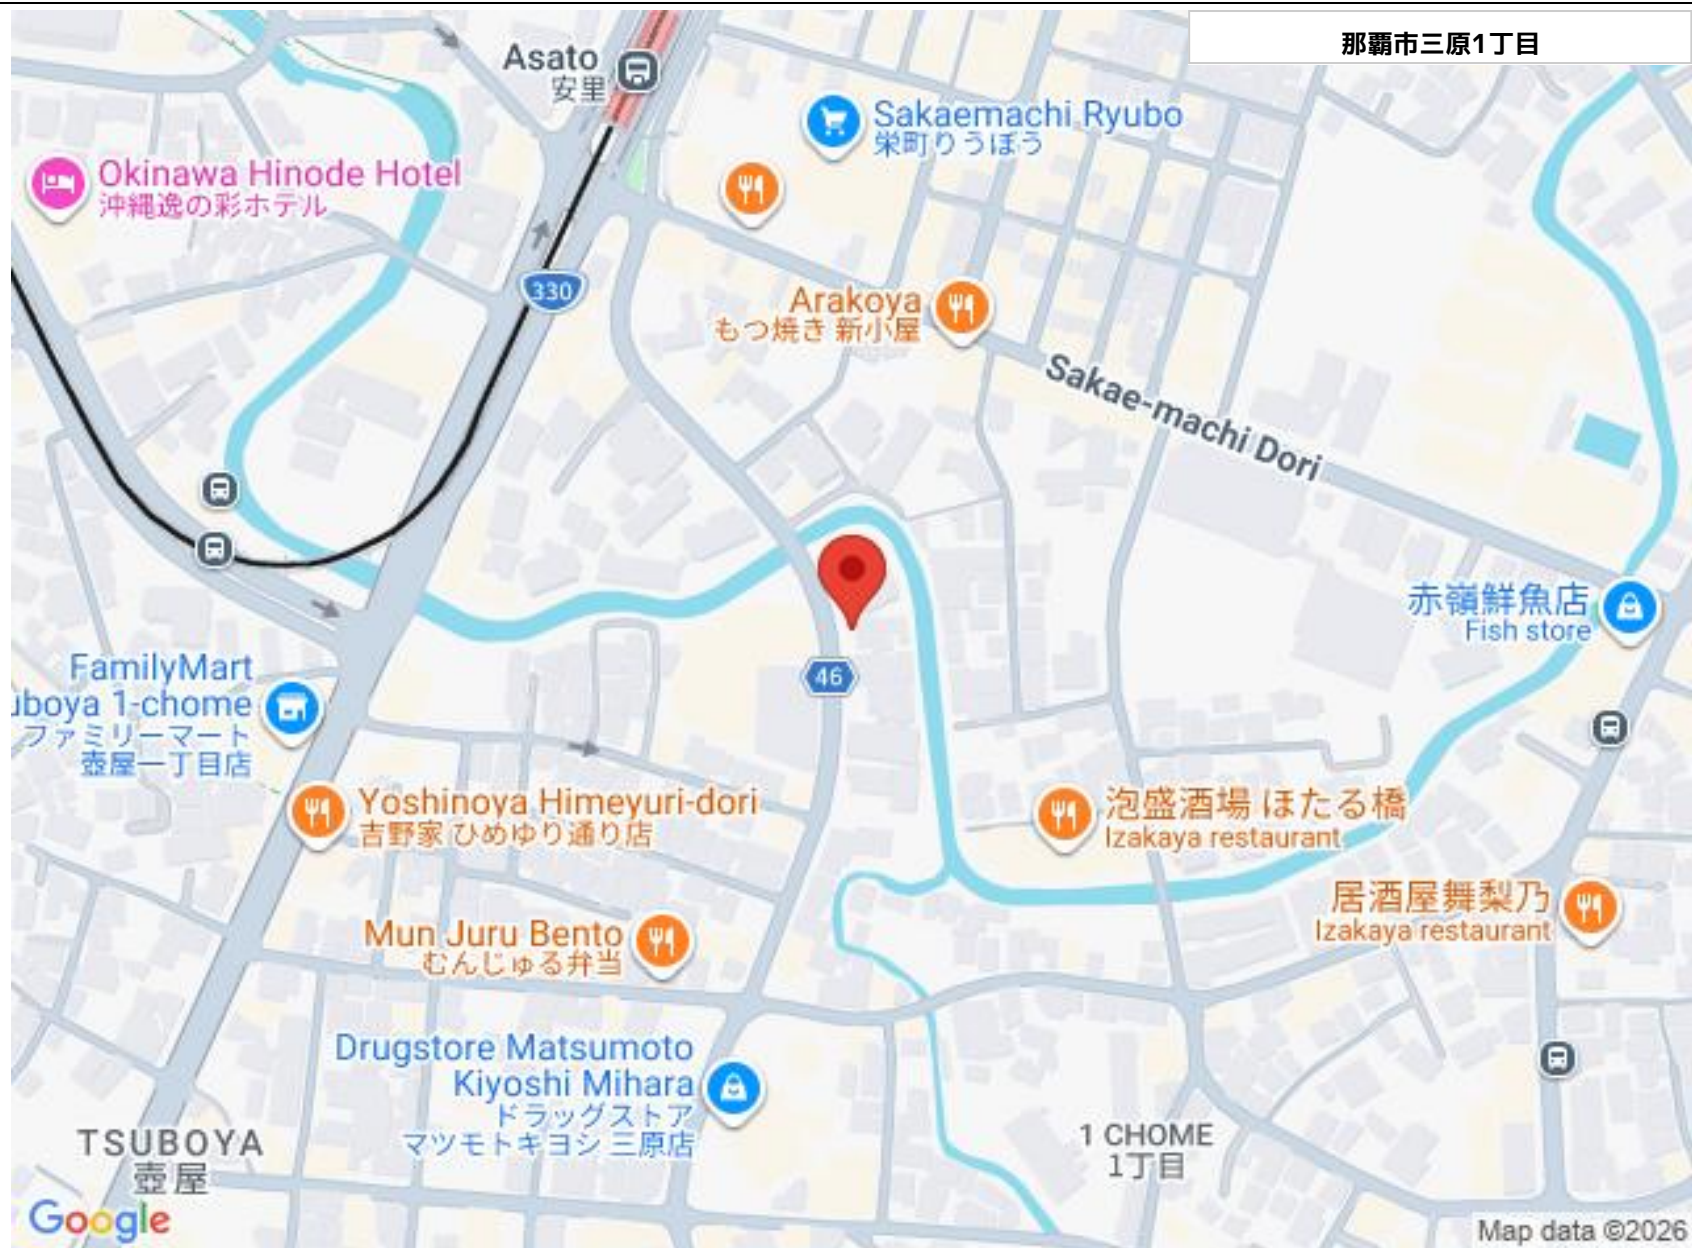 那覇市三原1丁目
Asato
安里
Sakaemachi Ryubo
栄町りうぼう
Okinawa Hinode Hotel
沖縄逸の彩ホテル
330
Arakoya
もつ焼き 新小屋
Sakae-machi Dori
赤嶺鮮魚店
Fish store
46
FamilyMart
uboya 1-chome
ファミリーマート
壺屋一丁目店
Yoshinoya Himeyuri-dori
吉野家 ひめゆり通り店
泡盛酒場 ほたる橋
Izakaya restaurant
居酒屋舞梨乃
Izakaya restaurant
Mun Juru Bento
むんじゅる弁当
Drugstore Matsumoto
Kiyoshi Mihara
ドラッグストア
マツモトキヨシ 三原店
TSUBOYA
壺屋
1 CHOME
1丁目
Google
Map data ©2026